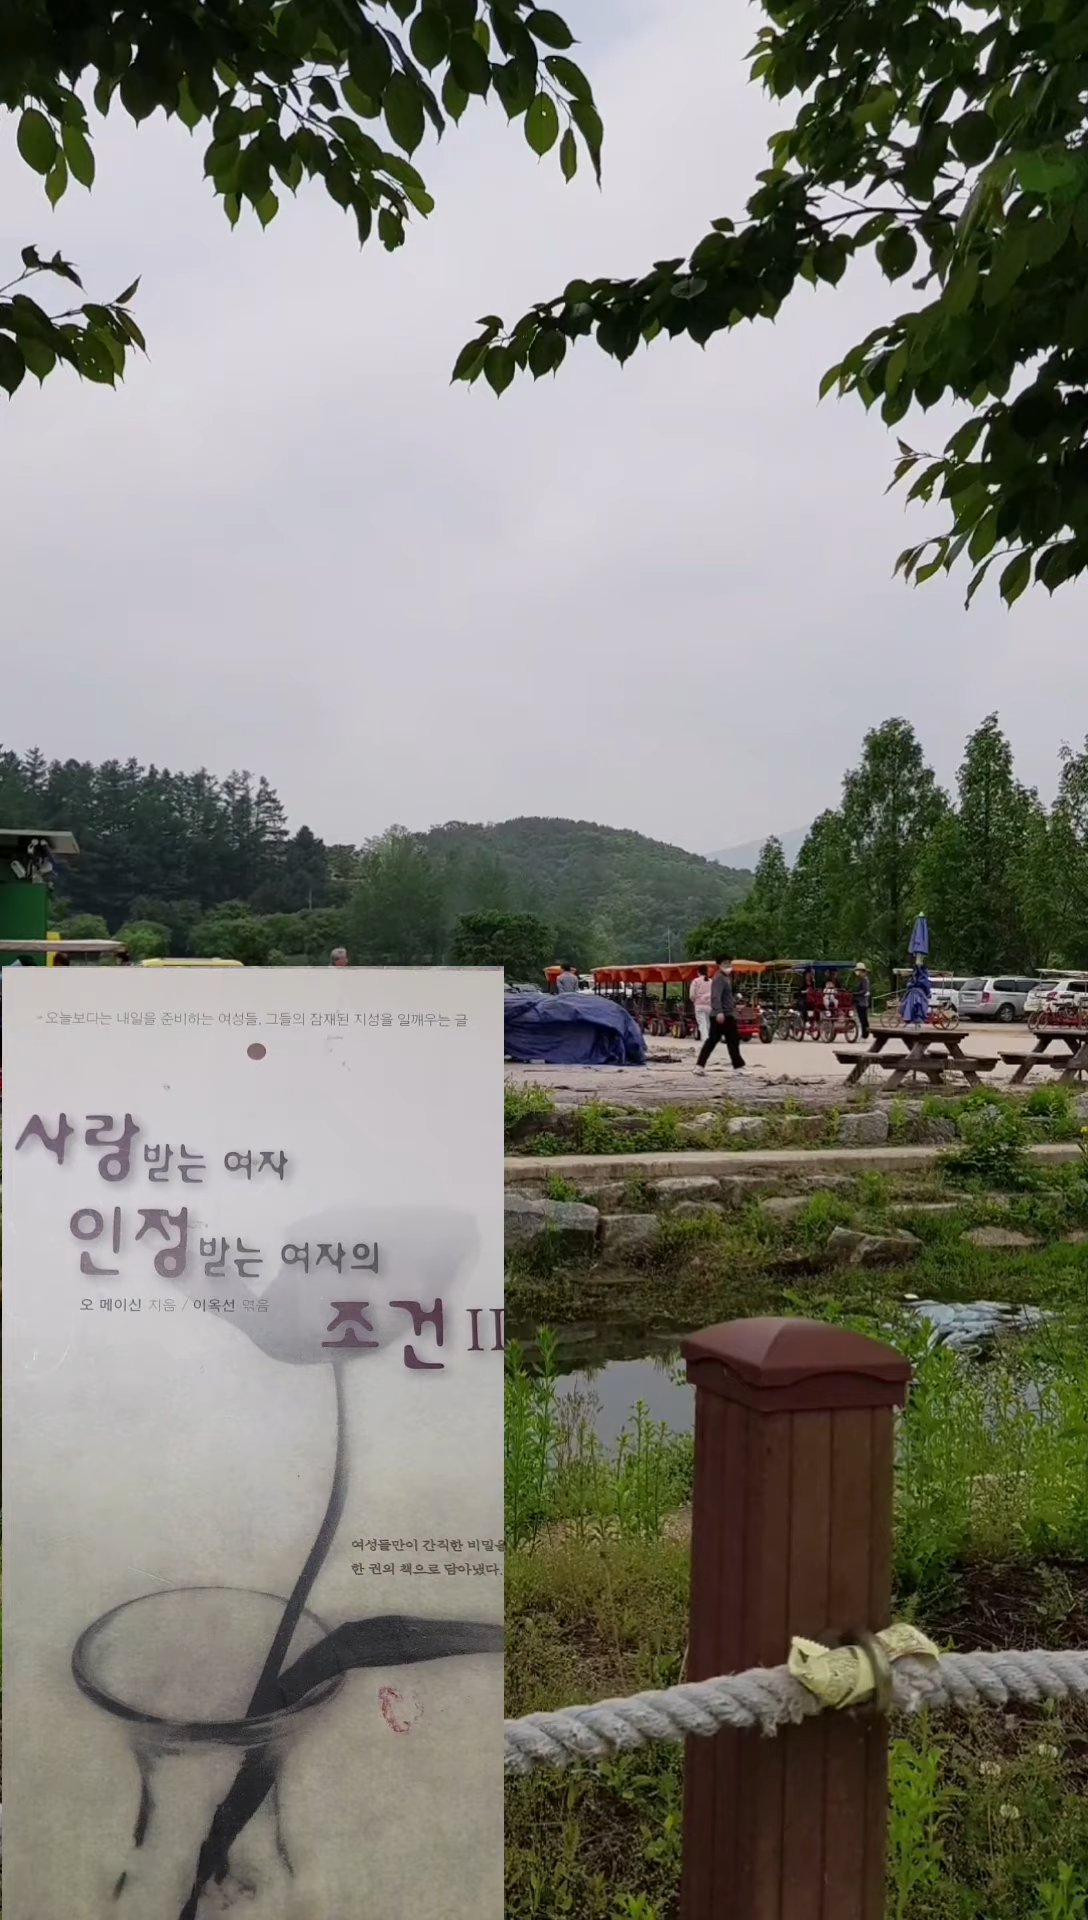 오늘보다는 내일을 준비하는 여성들, 그들의 잠재된 지성을 일깨우는 글
사랑받는 여자
인정받는 여자의
오 메이신 지음 / 이옥선 엮음
조건 II
여성들만이 간직한 비밀을
한 권의 책으로 담아냈다.